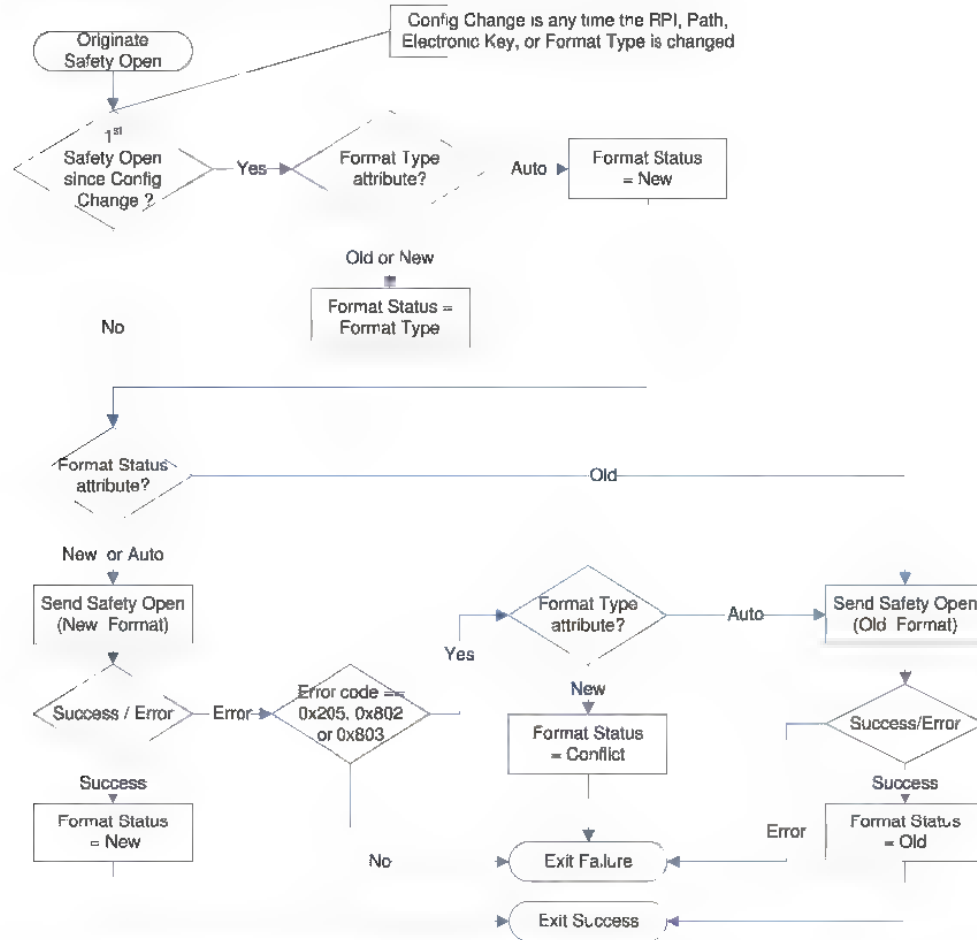 Config Change is any time the RPI, Path,
Electronic Key, or Format Type is changed
Originate
Safety Open
1st
Safety Open
since Config
Change ?
Yes
Format Type
attribute?
Auto
Format Status
= New
Old or New
Format Status =
Format Type
No
Format Status
attribute?
Old
New or Auto
Send Safety Open
(New Format)
Format Type
attribute?
Auto
Send Safety Open
(Old Format)
Yes
Success / Error
Error
Error code ==
0x205, 0x802
or 0x803
New
Format Status
= Conflict
Success/Error
Success
Format Status
= New
Success
Format Status
= Old
Error
No
Exit Failure
Exit Success